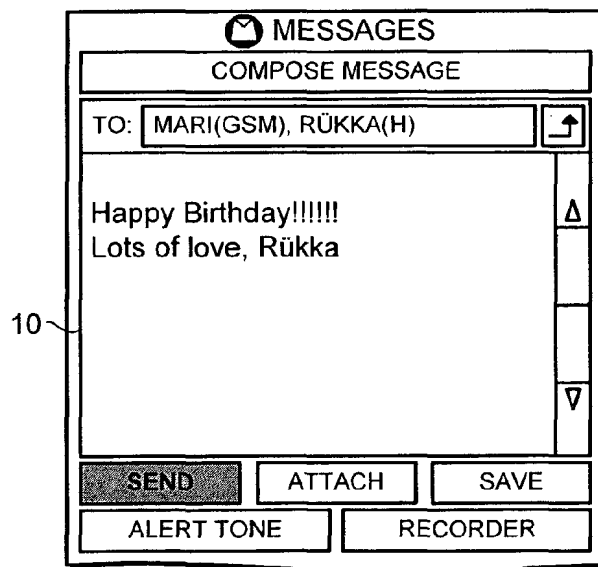 MESSAGES
COMPOSE MESSAGE
TO: MARI(GSM), RÜKKA(H)
Happy Birthday!!!!!!
Lots of love, Rükka
10
SEND ATTACH SAVE
ALERT TONE RECORDER